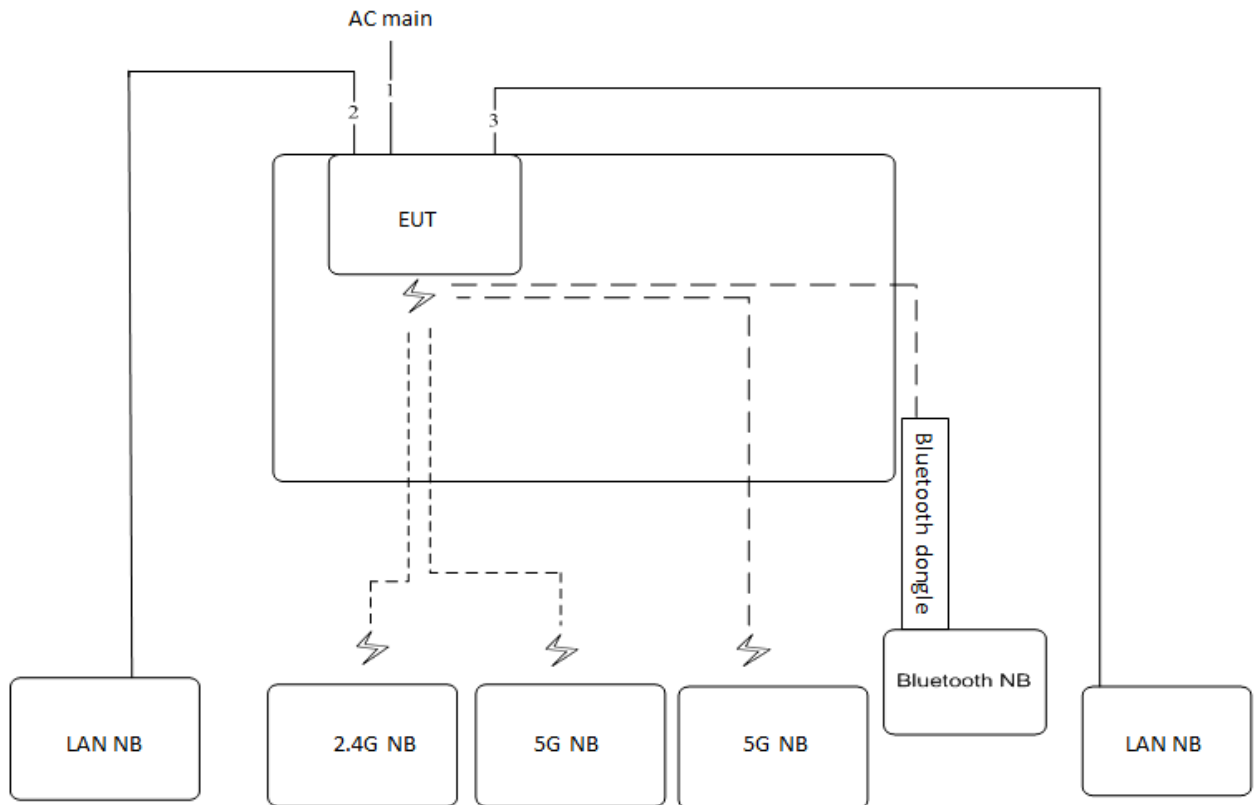 AC main
1
2
3
EUT
Bluetooth dongle
Bluetooth NB
LAN NB
2.4G NB
5G NB
5G NB
LAN NB